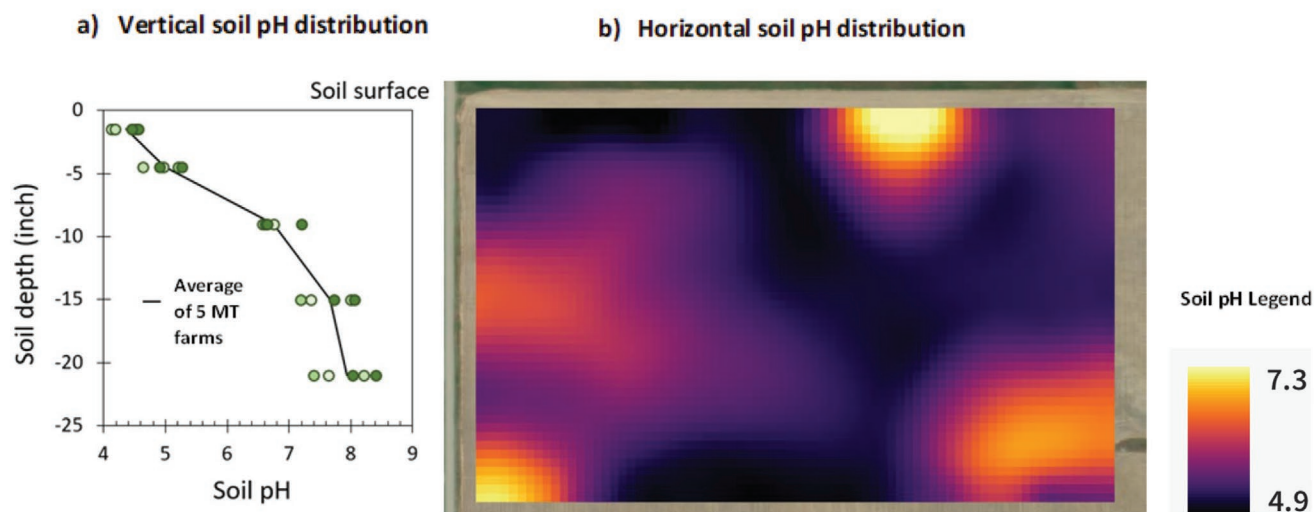 a) Vertical soil pH distribution
b) Horizontal soil pH distribution
Soil surface
0
-5
-10
-15
-20
-25
Soil depth (inch)
Average
of 5 MT
farms
4 5 6 7 8 9
Soil pH
Soil pH Legend
7.3
4.9